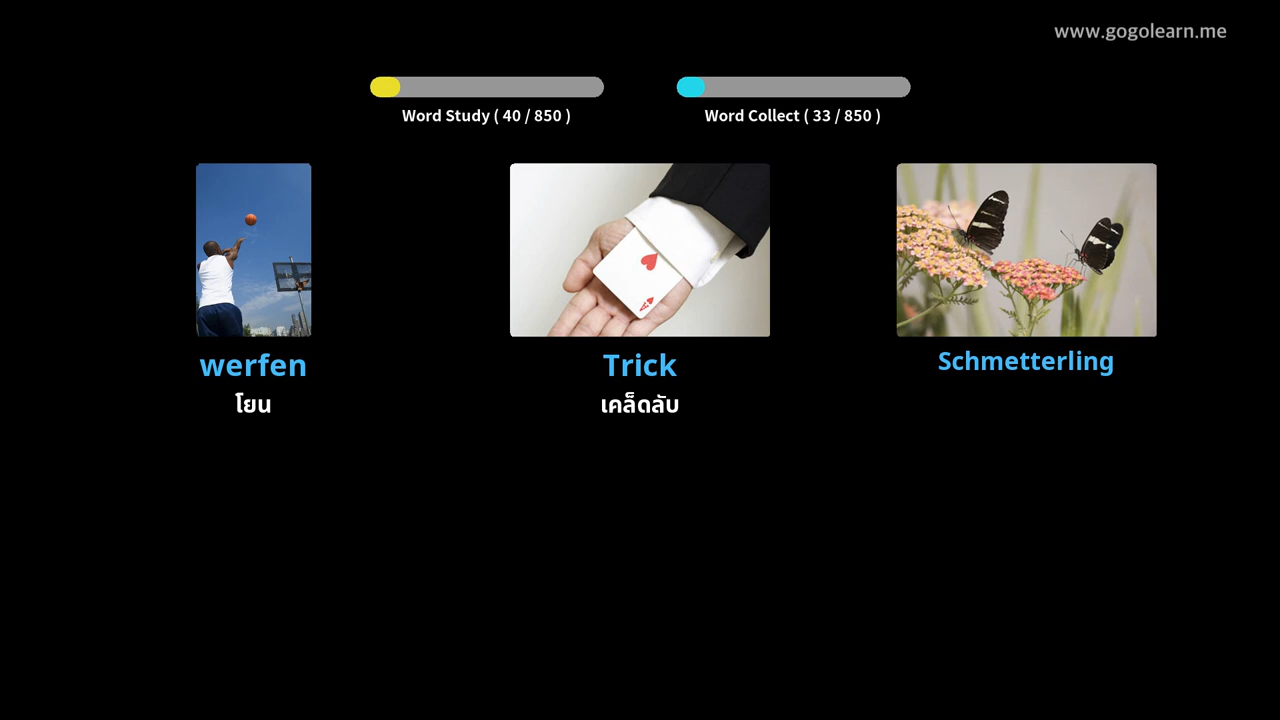 www.gogolearn.me
Word Study ( 40 / 850 )
Word Collect ( 33 / 850 )
werfen
Trick
Schmetterling
โยน
เคล็ดลับ